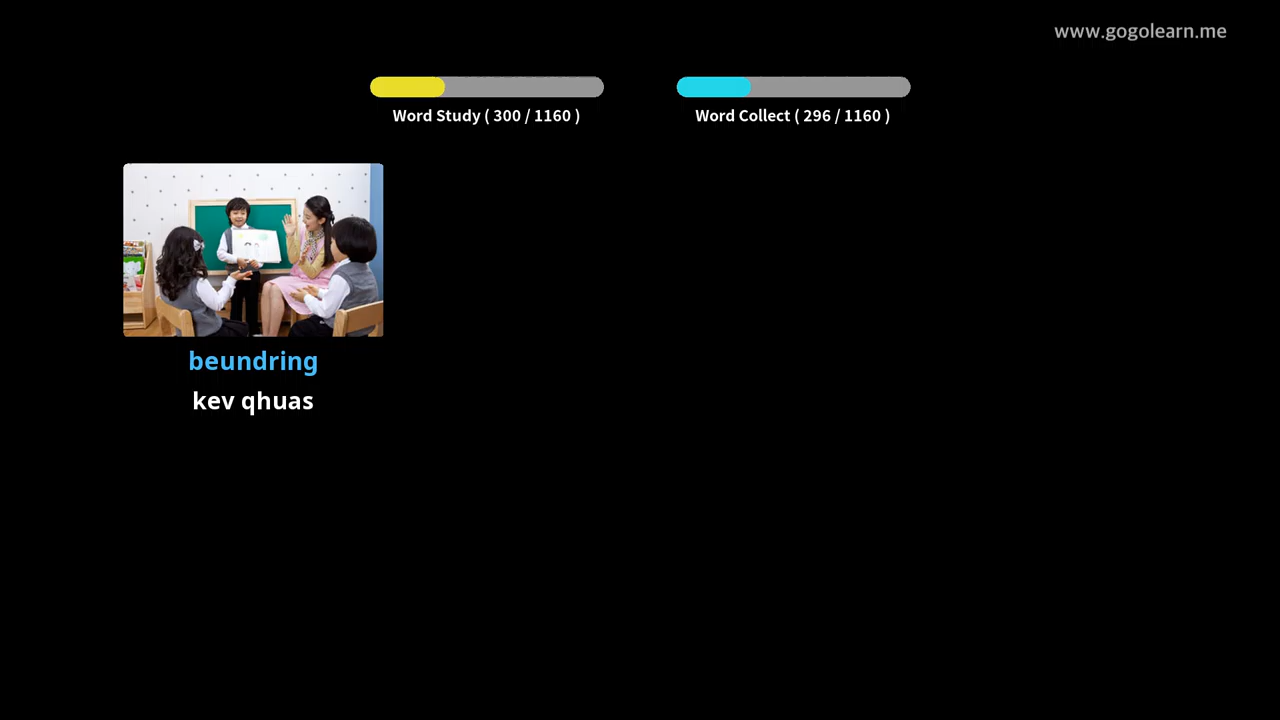 www.gogolearn.me
Word Study ( 300 / 1160 )
Word Collect ( 296 / 1160 )
beundring
kev qhuas